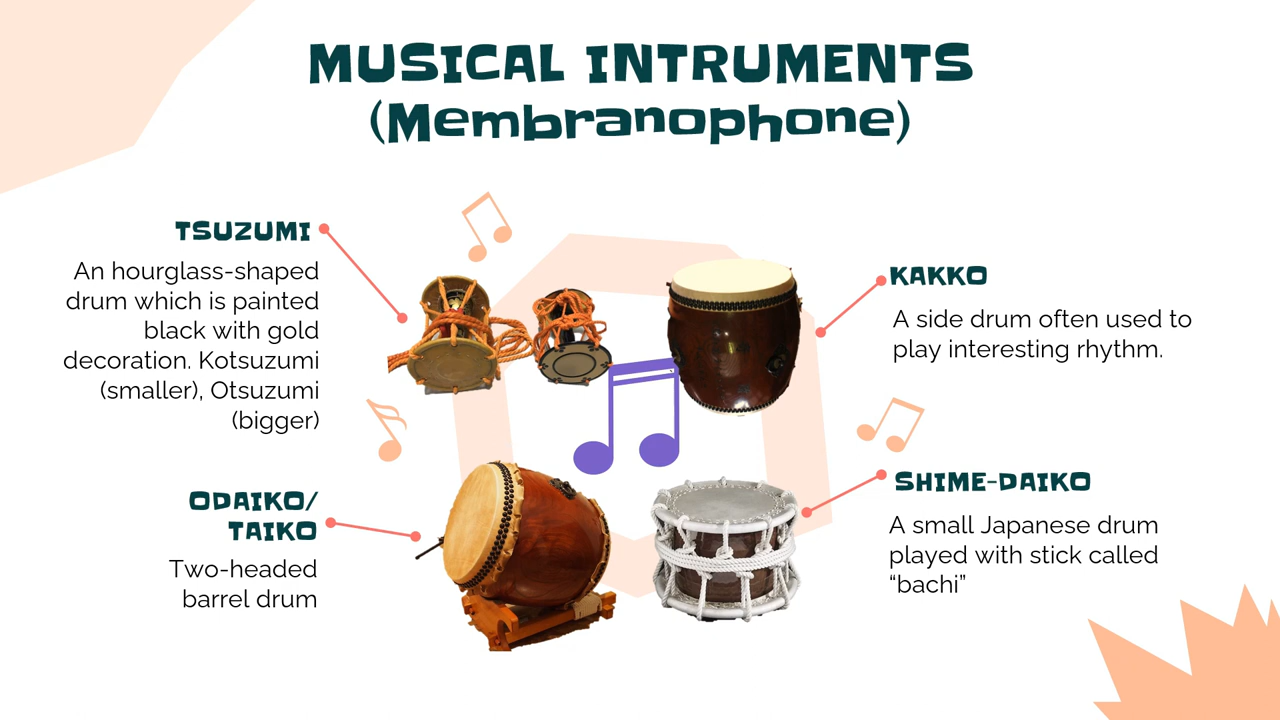 MUSICAL INTRUMENTS
(Membranophone)
TSUZUMI
An hourglass-shaped
drum which is painted
black with gold
decoration. Kotsuzumi
(smaller), Otsuzumi
(bigger)
ODAIKO/
TAIKO
Two-headed
barrel drum
KAKKO
A side drum often used to
play interesting rhythm.
SHIME-DAIKO
A small Japanese drum
played with stick called
“bachi”